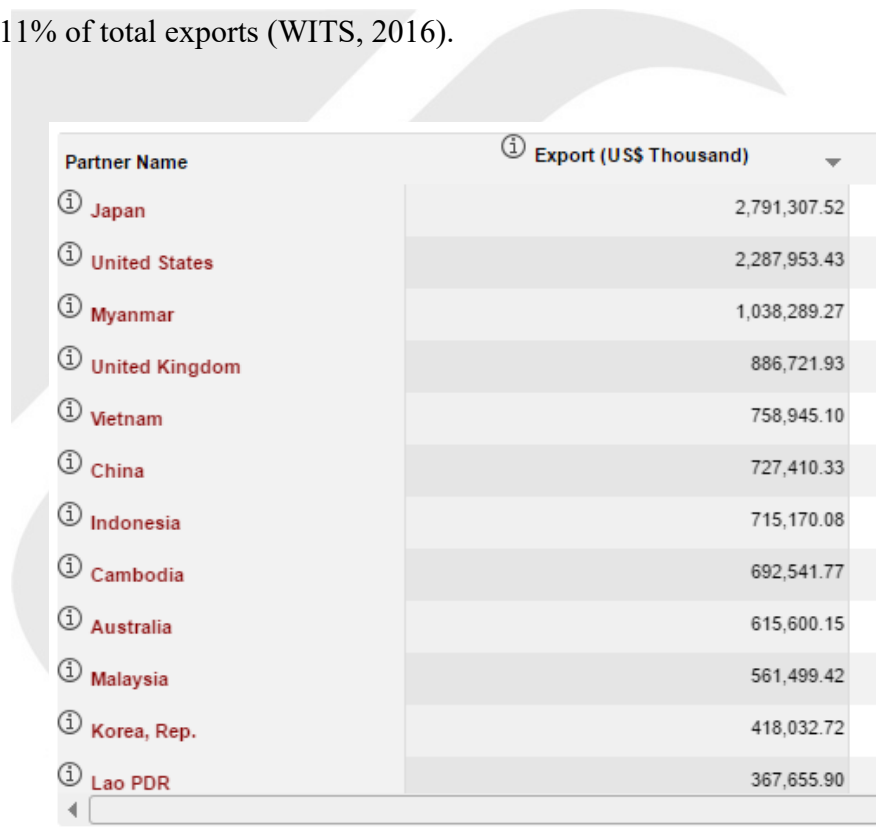 11% of total exports (WITS, 2016).
Partner Name Export (US$ Thousand)
Japan 2,791,307.52
United States 2,287,953.43
Myanmar 1,038,289.27
United Kingdom 886,721.93
Vietnam 758,945.10
China 727,410.33
Indonesia 715,170.08
Cambodia 692,541.77
Australia 615,600.15
Malaysia 561,499.42
Korea, Rep. 418,032.72
Lao PDR 367,655.90